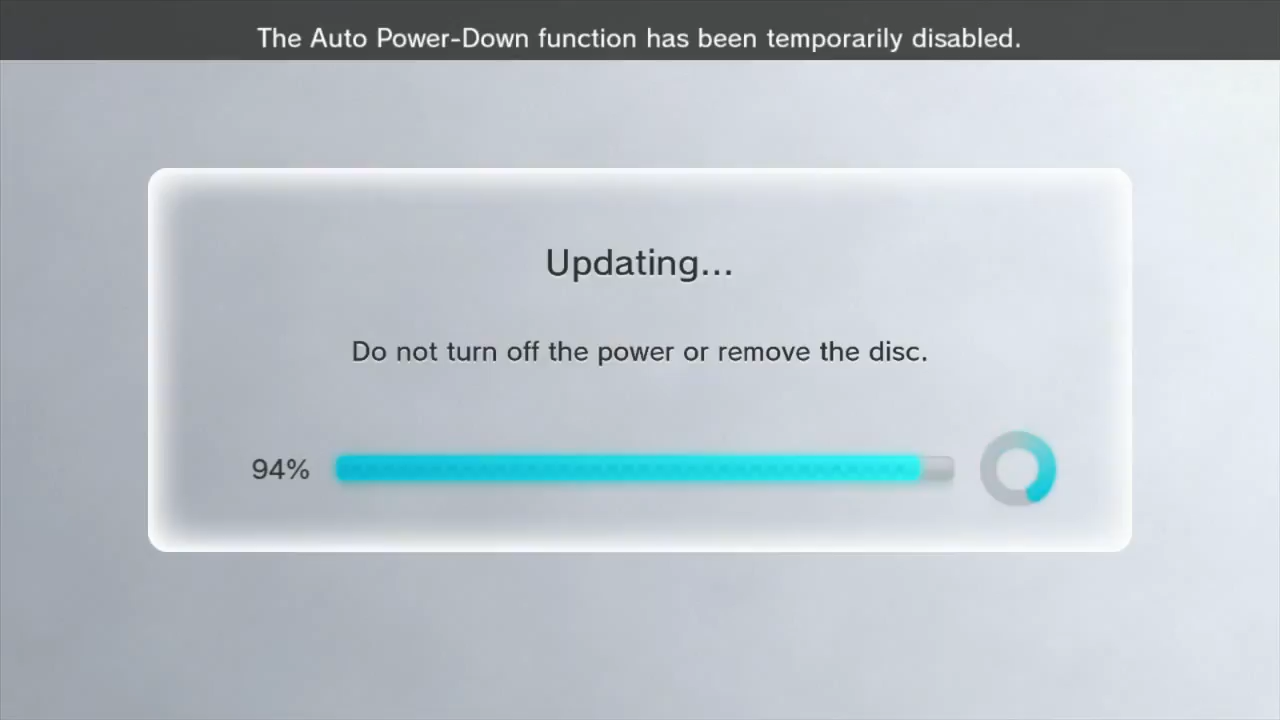 The Auto Power-Down function has been temporarily disabled.
Updating...
Do not turn off the power or remove the disc.
94%